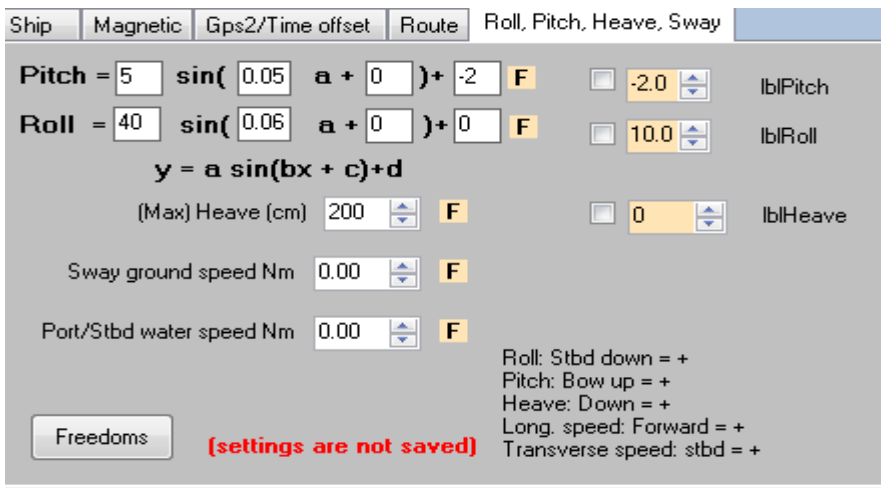 Ship Magnetic Gps2/Time offset Route Roll, Pitch, Heave, Sway
Pitch = 5 sin( 0.05 a + 0 )+ -2 F -2.0 lblPitch
Roll = 40 sin( 0.06 a + 0 )+ 0 F 10.0 lblRoll
y = a sin(bx + c)+d
(Max) Heave (cm) 200 F 0 lblHeave
Sway ground speed Nm 0.00 F
Port/Stbd water speed Nm 0.00 F
Roll: Stbd down = +
Pitch: Bow up = +
Heave: Down = +
Long. speed: Forward = +
Transverse speed: stbd = +
Freedoms (settings are not saved)